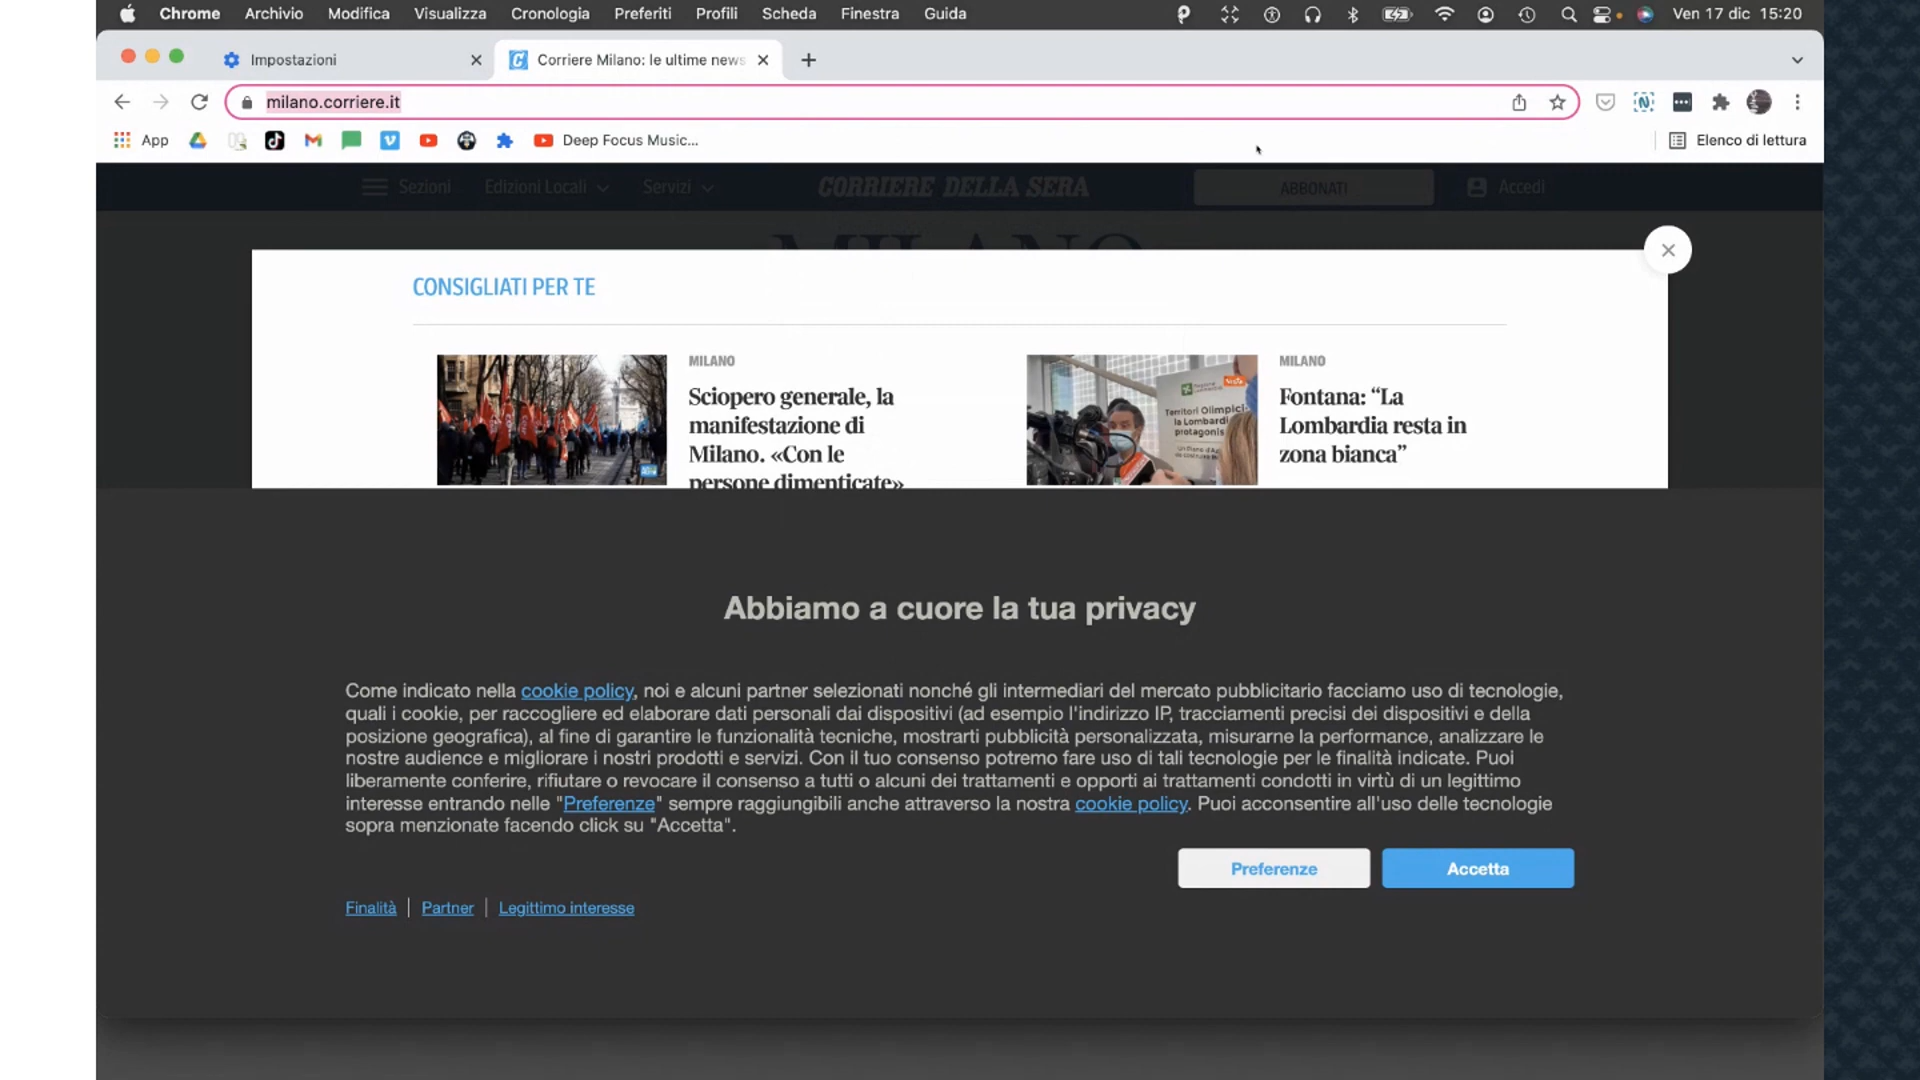 Chrome Archivio Modifica Visualizza Cronologia Preferiti Profili Scheda Finestra Guida Ven 17 dic 15:20
Impostazioni Corriere Milano: le ultime news
milano.corriere.it
App Deep Focus Music... Elenco di lettura
Sezioni Edizioni Locali Servizi CORRIERE DELLA SERA ABBONATI Accedi
MILANO
CONSIGLIATI PER TE
MILANO
Sciopero generale, la
manifestazione di
Milano. «Con le
persone dimenticate»
MILANO
Fontana: “La
Lombardia resta in
zona bianca”
Abbiamo a cuore la tua privacy
Come indicato nella cookie policy, noi e alcuni partner selezionati nonché gli intermediari del mercato pubblicitario facciamo uso di tecnologie,
quali i cookie, per raccogliere ed elaborare dati personali dai dispositivi (ad esempio l'indirizzo IP, tracciamenti precisi dei dispositivi e della
posizione geografica), al fine di garantire le funzionalità tecniche, mostrarti pubblicità personalizzata, misurarne la performance, analizzare le
nostre audience e migliorare i nostri prodotti e servizi. Con il tuo consenso potremo fare uso di tali tecnologie per le finalità indicate. Puoi
liberamente conferire, rifiutare o revocare il consenso a tutti o alcuni dei trattamenti e opporti ai trattamenti condotti in virtù di un legittimo
interesse entrando nelle "Preferenze" sempre raggiungibili anche attraverso la nostra cookie policy. Puoi acconsentire all'uso delle tecnologie
sopra menzionate facendo click su "Accetta".
Preferenze Accetta
Finalità | Partner | Legittimo interesse